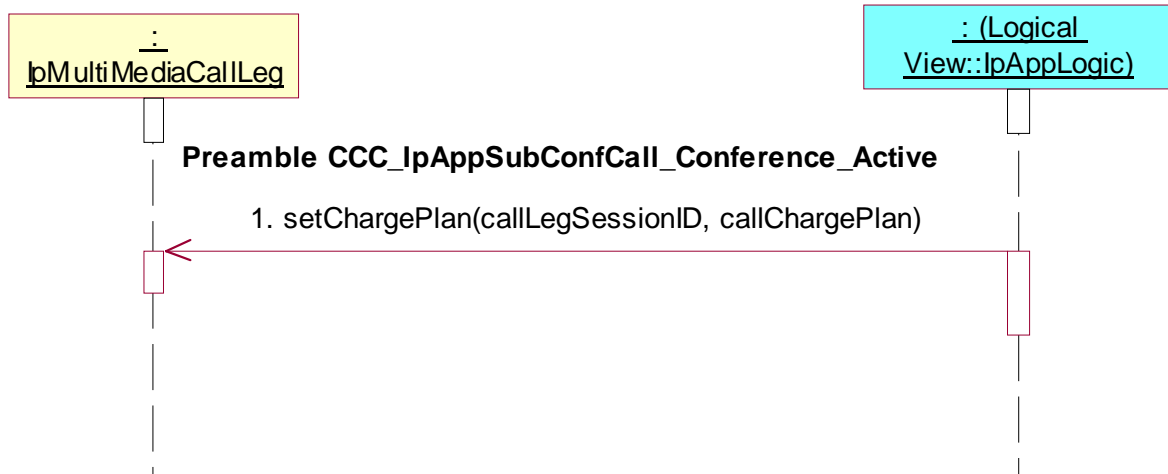 :
IpMultiMediaCallLeg
: (Logical
View::IpAppLogic)
Preamble CCC_IpAppSubConfCall_Conference_Active
1. setChargePlan(callLegSessionID, callChargePlan)